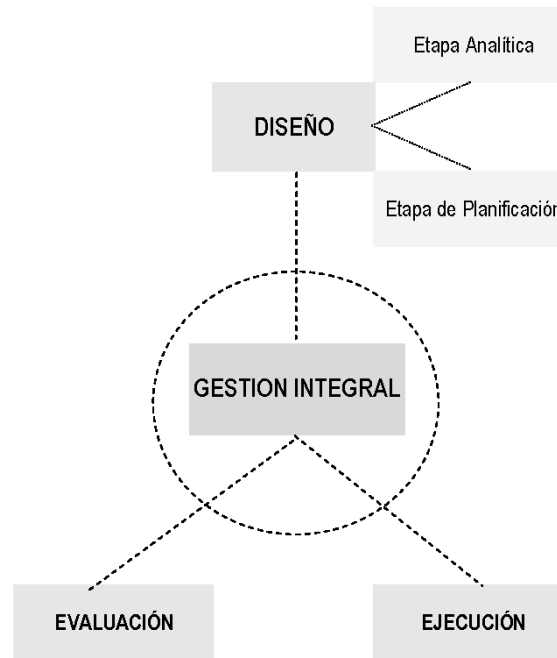 Etapa Analítica
DISEÑO
Etapa de Planificación
GESTION INTEGRAL
EVALUACIÓN
EJECUCIÓN